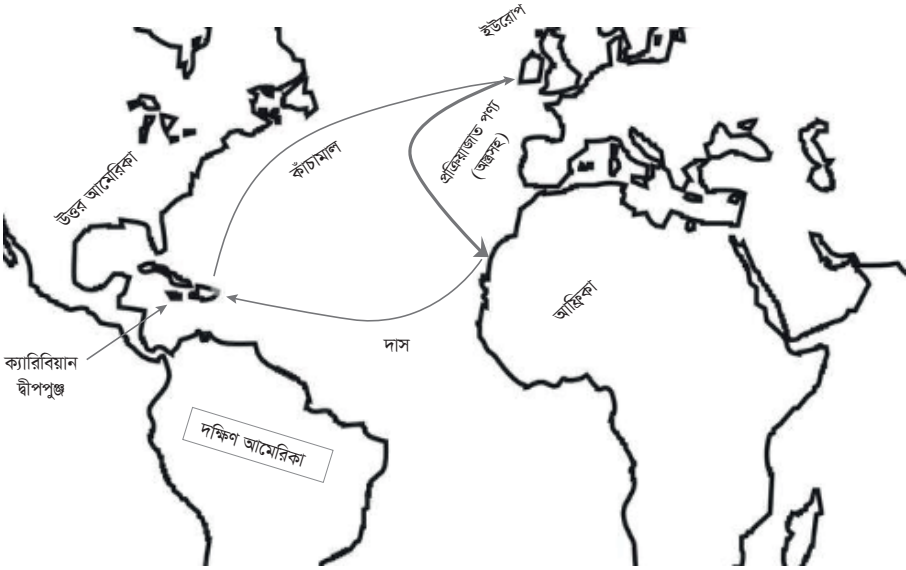 ইউরোপ
কাঁচামাল
প্রক্রিয়াজাত পণ্য
(অস্ত্রসহ)
উত্তর আমেরিকা
আফ্রিকা
দাস
ক্যারিবিয়ান
দ্বীপপুঞ্জ
দক্ষিণ আমেরিকা